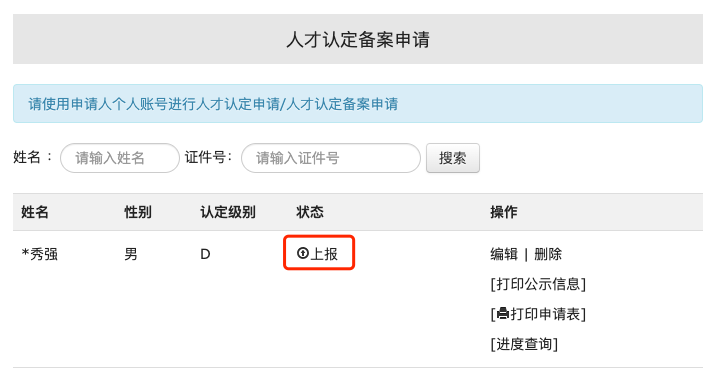 人才认定备案申请
请使用申请人个人账号进行人才认定申请/人才认定备案申请
姓名： 请输入姓名 证件号： 请输入证件号 搜索
姓名 性别 认定级别 状态 操作
*秀强 男 D 上报 编辑 | 删除
[打印公示信息]
[打印申请表]
[进度查询]